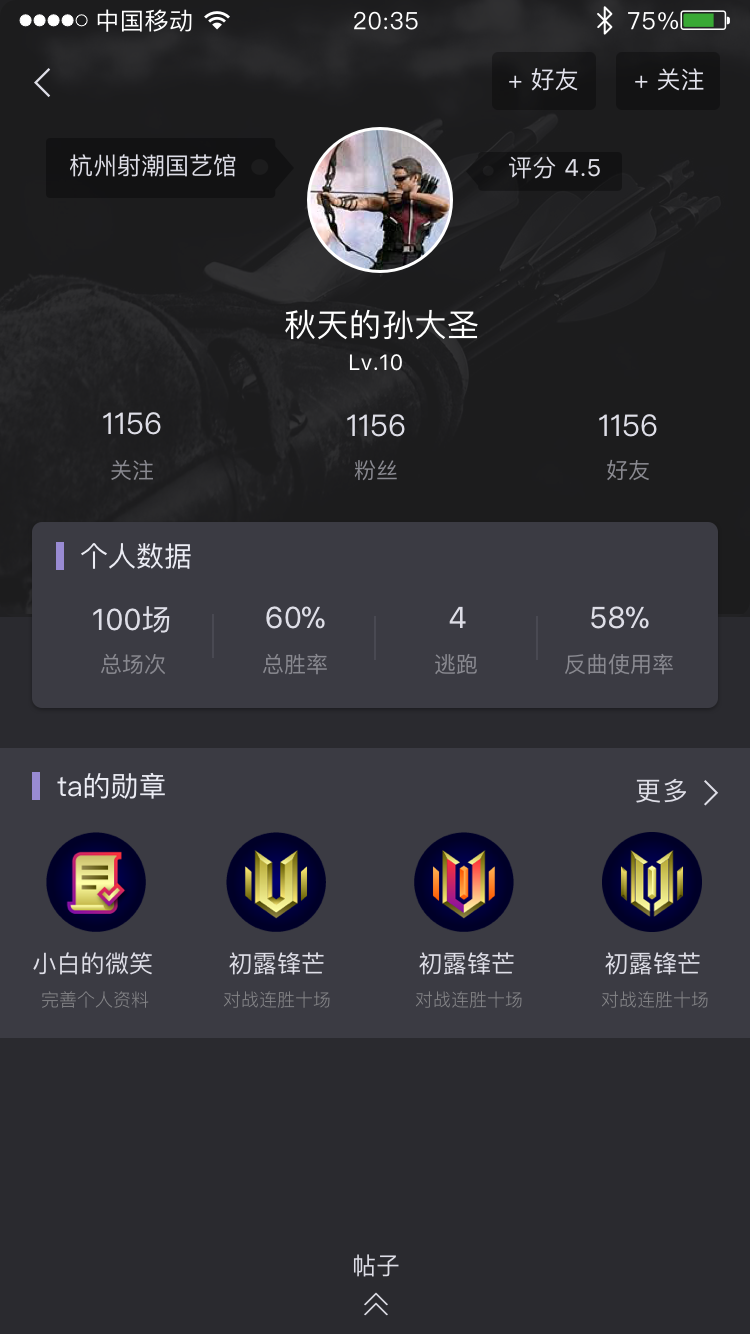 中国移动 20:35 75%
+ 好友 + 关注
杭州射潮国艺馆 评分 4.5
秋天的孙大圣
Lv.10
1156 1156 1156
关注 粉丝 好友
个人数据
100场 60% 4 58%
总场次 总胜率 逃跑 反曲使用率
ta的勋章 更多
小白的微笑 初露锋芒 初露锋芒 初露锋芒
完善个人资料 对战连胜十场 对战连胜十场 对战连胜十场
帖子